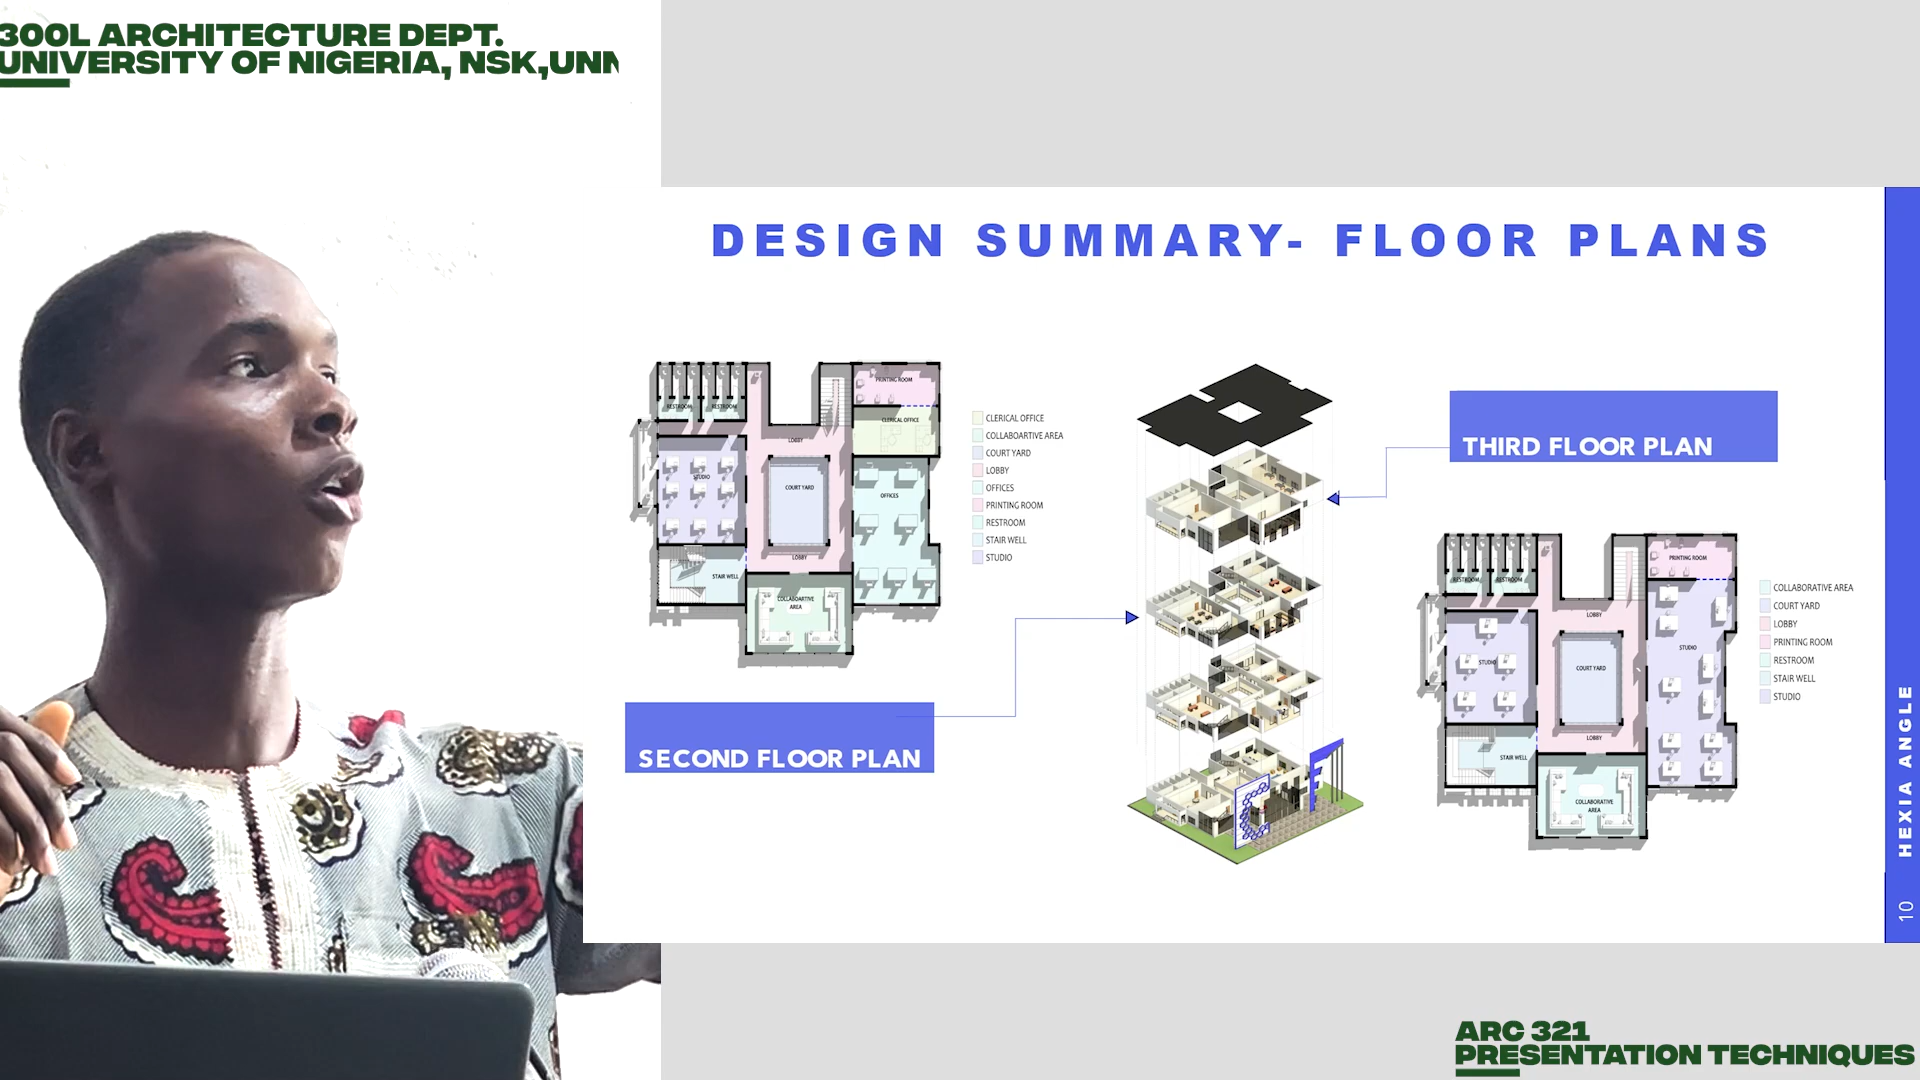 300L ARCHITECTURE DEPT.
UNIVERSITY OF NIGERIA, NSK,UNN
DESIGN SUMMARY- FLOOR PLANS
RESTROOM
RESTROOM
PRINTING ROOM
CLERICAL OFFICE
LOBBY
STUDIO
COURT YARD
OFFICES
LOBBY
STAIR WELL
COLLABOARTIVE
AREA
CLERICAL OFFICE
COLLABOARTIVE AREA
COURT YARD
LOBBY
OFFICES
PRINTING ROOM
RESTROOM
STAIR WELL
STUDIO
SECOND FLOOR PLAN
THIRD FLOOR PLAN
C
F
PRINTING ROOM
RESTROOM
RESTROOM
LOBBY
STUDIO
COURT YARD
STUDIO
LOBBY
STAIR WELL
COLLABORATIVE
AREA
COLLABORATIVE AREA
COURT YARD
LOBBY
PRINTING ROOM
RESTROOM
STAIR WELL
STUDIO
HEXIA ANGLE
10
ARC 321
PRESENTATION TECHNIQUES